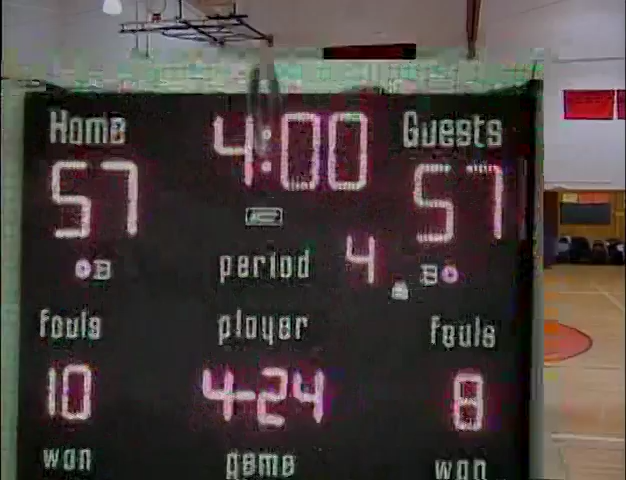 Home 4:00 Guests
57 57
B period 4 B
fouls player fouls
10 4-24 8
won game won